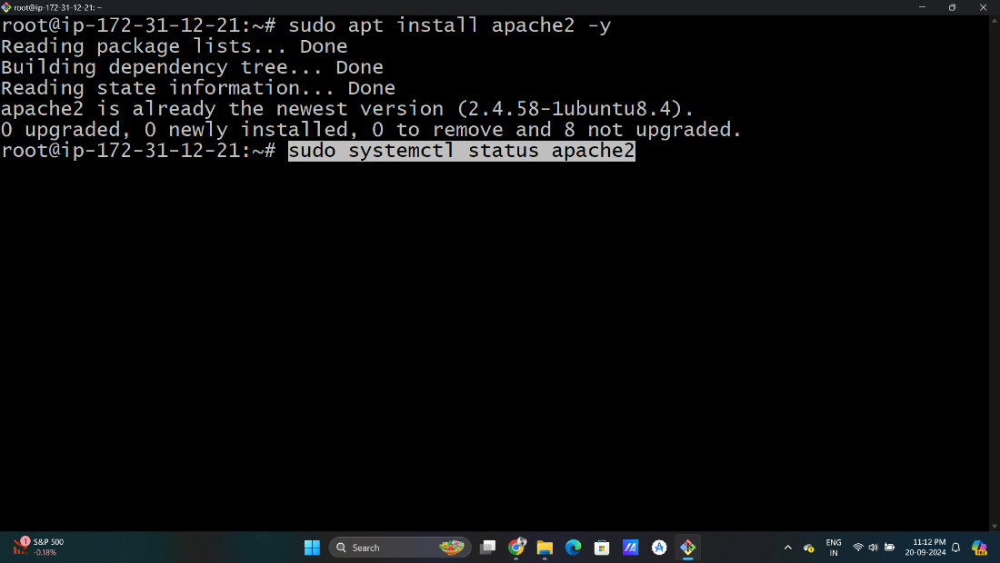 root@ip-172-31-12-21: ~
root@ip-172-31-12-21:~# sudo apt install apache2 -y
Reading package lists... Done
Building dependency tree... Done
Reading state information... Done
apache2 is already the newest version (2.4.58-1ubuntu8.4).
0 upgraded, 0 newly installed, 0 to remove and 8 not upgraded.
root@ip-172-31-12-21:~# sudo systemctl status apache2
1
S&P 500
-0.18%
Search
ENG
IN
11:12 PM
20-09-2024
PRE